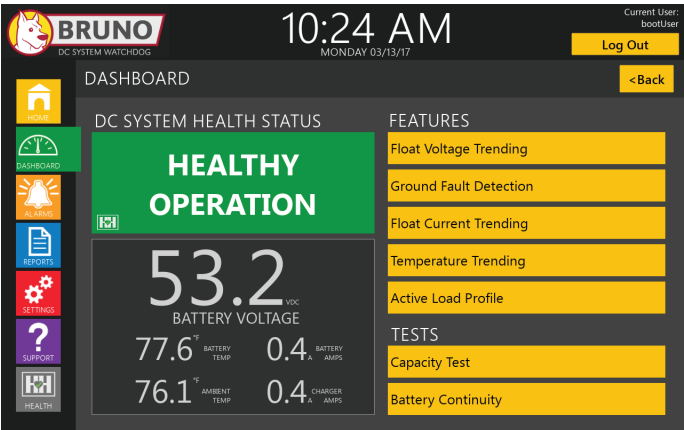 BRUNO
DC SYSTEM WATCHDOG
10:24 AM
MONDAY 03/13/17
Current User:
bootUser
Log Out
DASHBOARD
<Back
HOME
DASHBOARD
ALARMS
REPORTS
SETTINGS
?
SUPPORT
HEALTH
DC SYSTEM HEALTH STATUS
HEALTHY
OPERATION
53.2 VDC
BATTERY VOLTAGE
77.6 °F BATTERY TEMP
0.4 A BATTERY AMPS
76.1 °F AMBIENT TEMP
0.4 A CHARGER AMPS
FEATURES
Float Voltage Trending
Ground Fault Detection
Float Current Trending
Temperature Trending
Active Load Profile
TESTS
Capacity Test
Battery Continuity